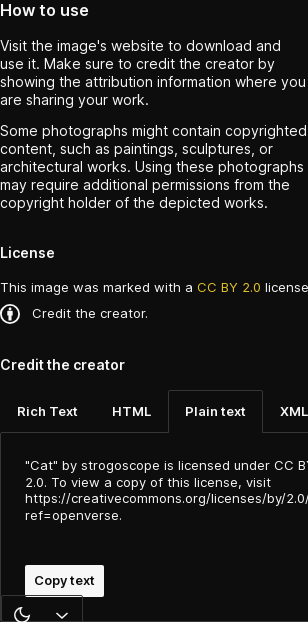 How to use
Visit the image's website to download and
use it. Make sure to credit the creator by
showing the attribution information where you
are sharing your work.
Some photographs might contain copyrighted
content, such as paintings, sculptures, or
architectural works. Using these photographs
may require additional permissions from the
copyright holder of the depicted works.
License
This image was marked with a CC BY 2.0 license
Credit the creator.
Credit the creator
Rich Text HTML Plain text XML
"Cat" by strogoscope is licensed under CC BY
2.0. To view a copy of this license, visit
https://creativecommons.org/licenses/by/2.0/
ref=openverse.
Copy text